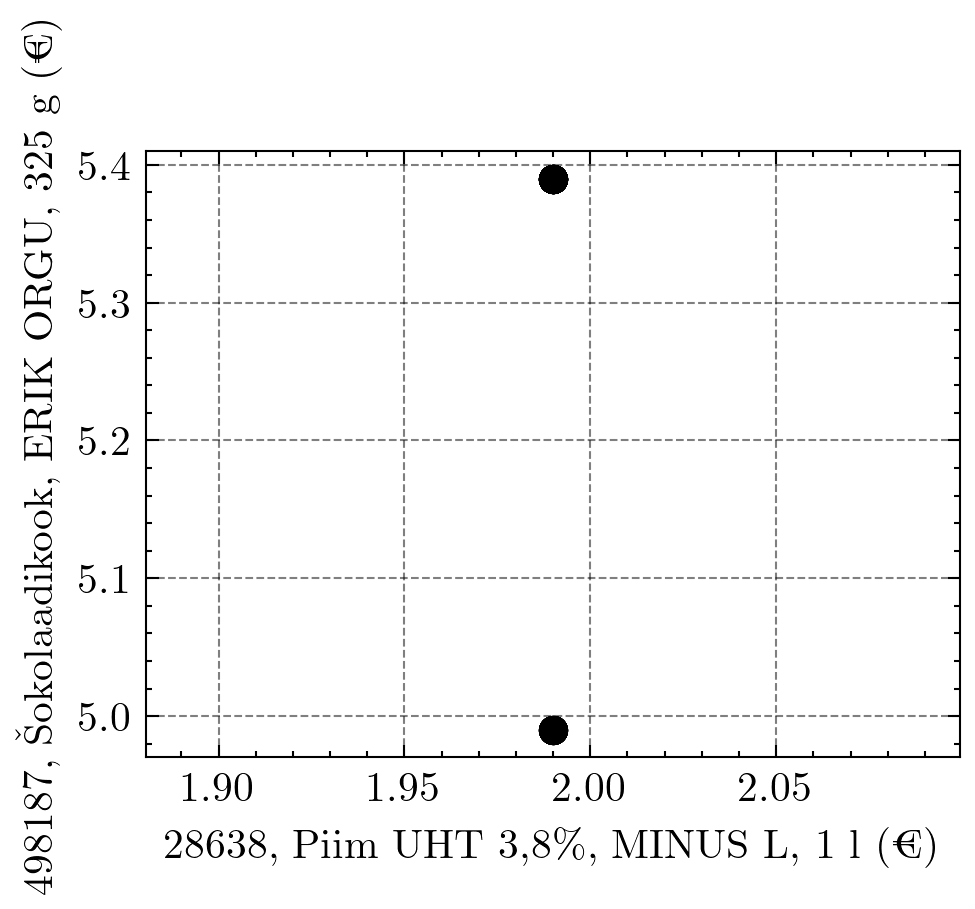 498187, Šokolaadikook, ERIK ORGU, 325 g (€)
5.4
5.3
5.2
5.1
5.0
1.90 1.95 2.00 2.05
28638, Piim UHT 3,8%, MINUS L, 1 l (€)